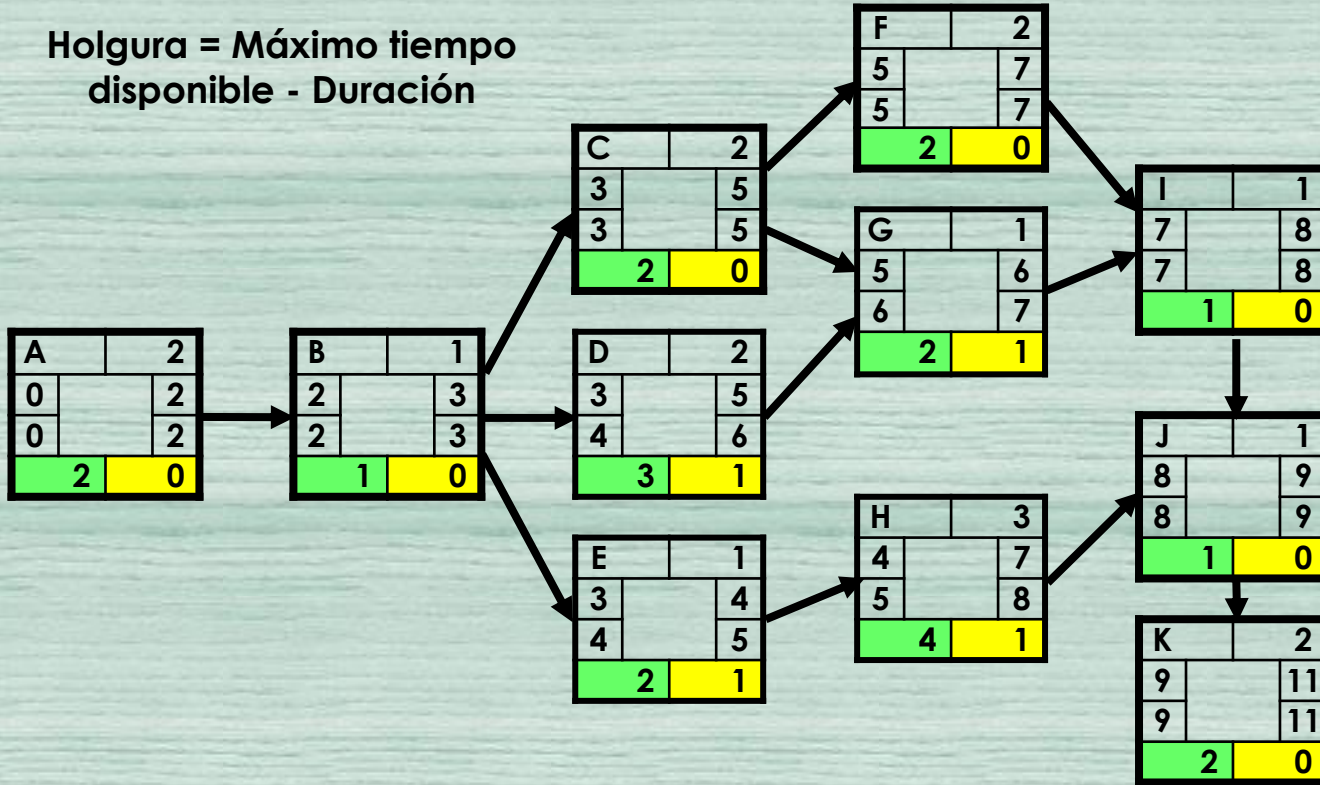 Holgura = Máximo tiempo
disponible - Duración
A 2
0 2
0 2
2 0
B 1
2 3
2 3
1 0
C 2
3 5
3 5
2 0
D 2
3 5
4 6
3 1
E 1
3 4
4 5
2 1
F 2
5 7
5 7
2 0
G 1
5 6
6 7
2 1
H 3
4 7
5 8
4 1
I 1
7 8
7 8
1 0
J 1
8 9
8 9
1 0
K 2
9 11
9 11
2 0